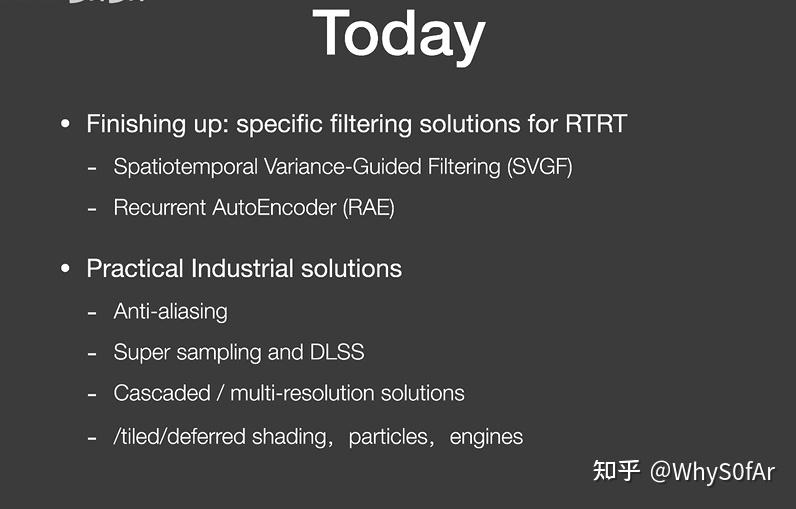 Today
• Finishing up: specific filtering solutions for RTRT
- Spatiotemporal Variance-Guided Filtering (SVGF)
- Recurrent AutoEncoder (RAE)
• Practical Industrial solutions
- Anti-aliasing
- Super sampling and DLSS
- Cascaded / multi-resolution solutions
- /tiled/deferred shading，particles，engines
知乎 @WhyS0fAr